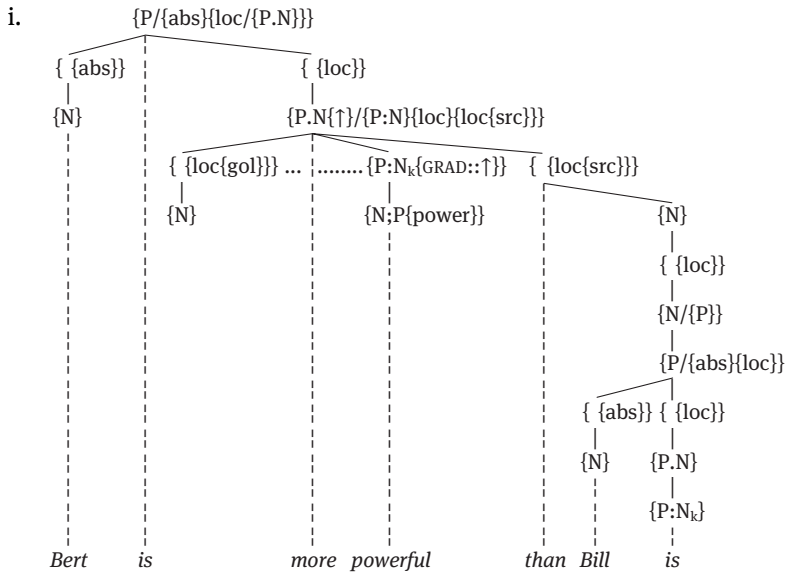 i. {P/{abs}{loc/{P.N}}}
{ {abs}} { {loc}}
{N} {P.N{↑}/{P:N}{loc}{loc{src}}}
{ {loc{gol}}} ... ........ {P:Nₖ{GRAD::↑}} { {loc{src}}}
{N} {N;P{power}} {N}
{ {loc}}
{N/{P}}
{P/{abs}{loc}}
{ {abs}} { {loc}}
{N} {P.N}
{P:Nₖ}
Bert is more powerful than Bill is